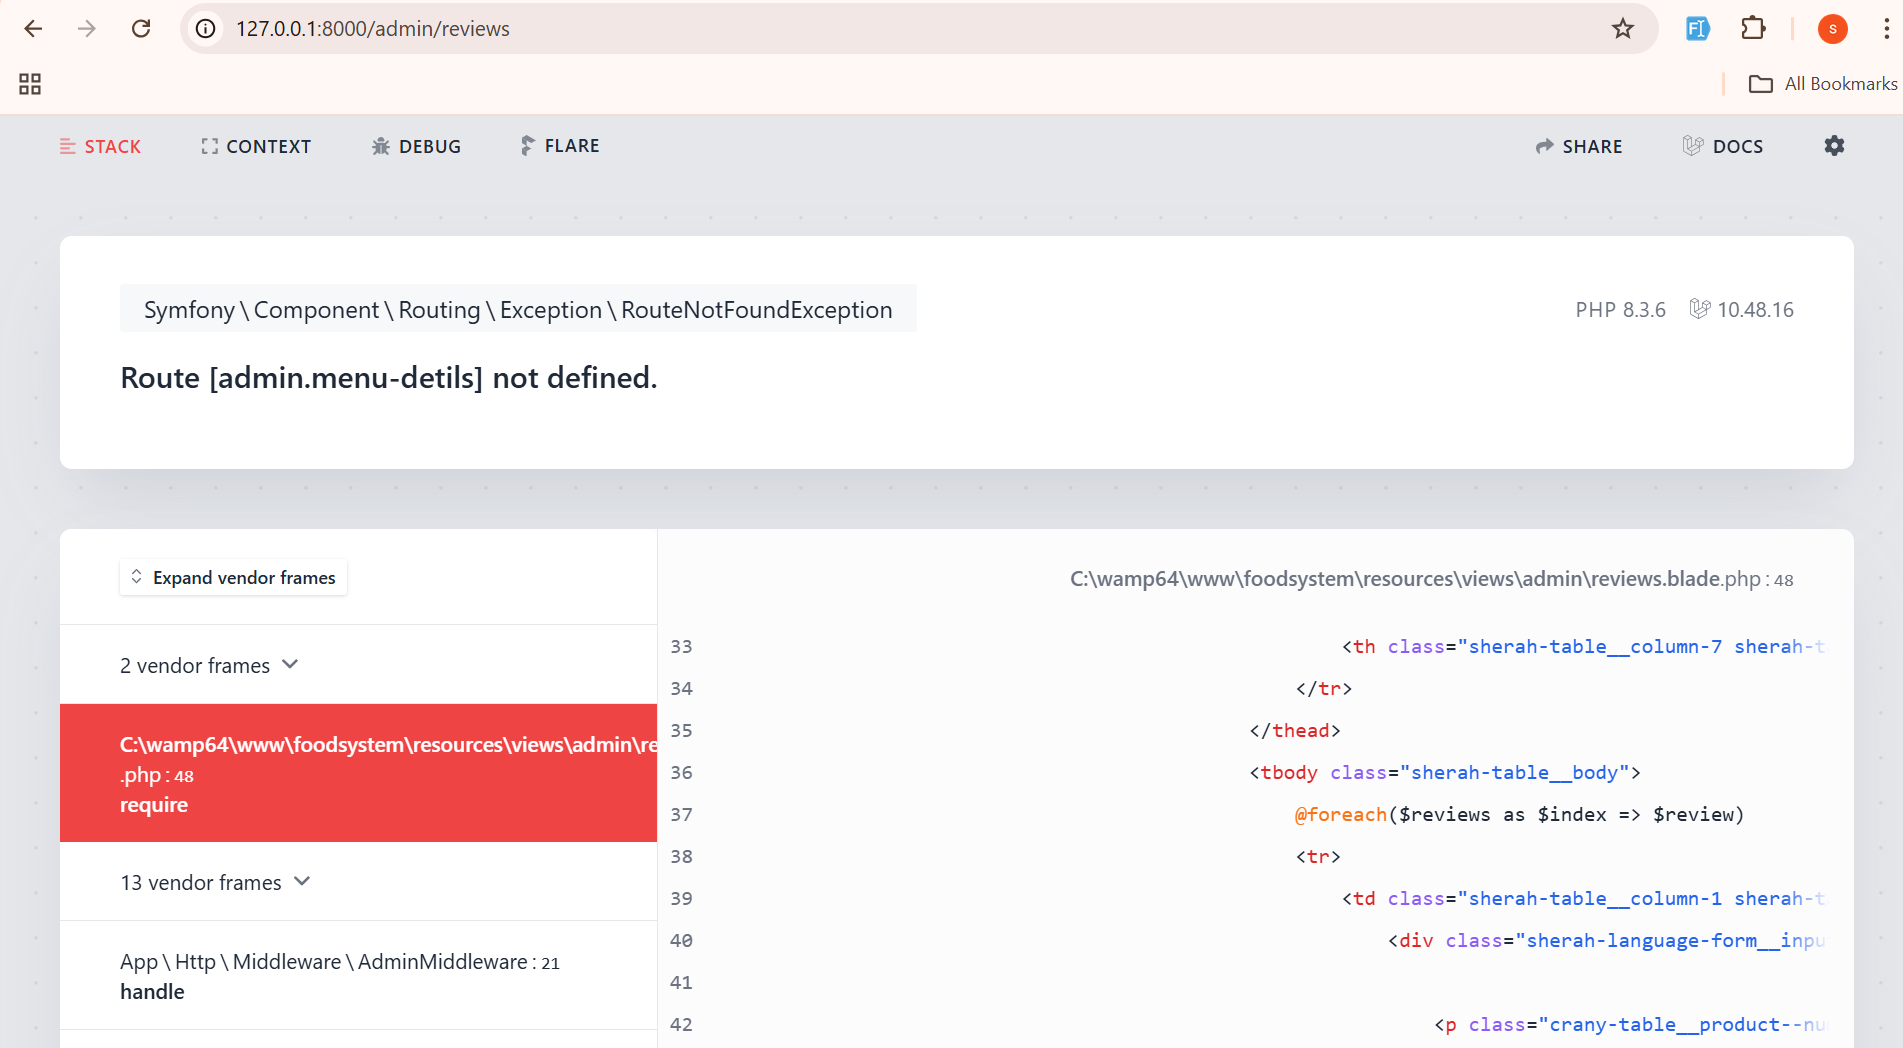 127.0.0.1:8000/admin/reviews
S
All Bookmarks
STACK
CONTEXT
DEBUG
FLARE
SHARE
DOCS
Symfony\Component\Routing\Exception\RouteNotFoundException
PHP 8.3.6
10.48.16
Route [admin.menu-detils] not defined.
Expand vendor frames
2 vendor frames
C:\wamp64\www\foodsystem\resources\views\admin\re
.php:48
require
13 vendor frames
App\Http\Middleware\AdminMiddleware:21
handle
C:\wamp64\www\foodsystem\resources\views\admin\reviews.blade.php:48
33 <th class="sherah-table__column-7 sherah-t
34 </tr>
35 </thead>
36 <tbody class="sherah-table__body">
37 @foreach($reviews as $index => $review)
38 <tr>
39 <td class="sherah-table__column-1 sherah-t
40 <div class="sherah-language-form__inpu
41
42 <p class="crany-table__product--nu